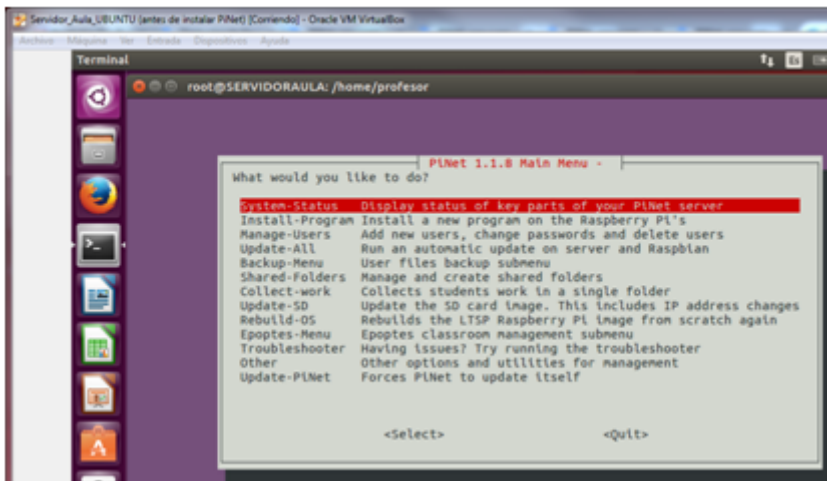 Servidor_Aula_UBUNTU (antes de instalar PiNet) [Corriendo] - Oracle VM VirtualBox
Archivo Máquina Ver Entrada Dispositivos Ayuda
Terminal Es
root@SERVIDORAULA: /home/profesor
PiNet 1.1.8 Main Menu -
What would you like to do?
System-Status Display status of key parts of your PiNet server
Install-Program Install a new program on the Raspberry Pi's
Manage-Users Add new users, change passwords and delete users
Update-All Run an automatic update on server and Raspbian
Backup-Menu User files backup submenu
Shared-Folders Manage and create shared folders
Collect-work Collects students work in a single folder
Update-SD Update the SD card image. This includes IP address changes
Rebuild-OS Rebuilds the LTSP Raspberry Pi image from scratch again
Epoptes-Menu Epoptes classroom management submenu
Troubleshooter Having issues? Try running the troubleshooter
Other Other options and utilities for management
Update-PiNet Forces PiNet to update itself
<Select> <Quit>